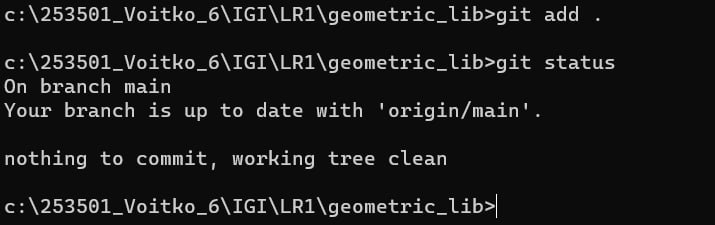 c:\253501_Voitko_6\IGI\LR1\geometric_lib>git add .
c:\253501_Voitko_6\IGI\LR1\geometric_lib>git status
On branch main
Your branch is up to date with 'origin/main'.
nothing to commit, working tree clean
c:\253501_Voitko_6\IGI\LR1\geometric_lib>